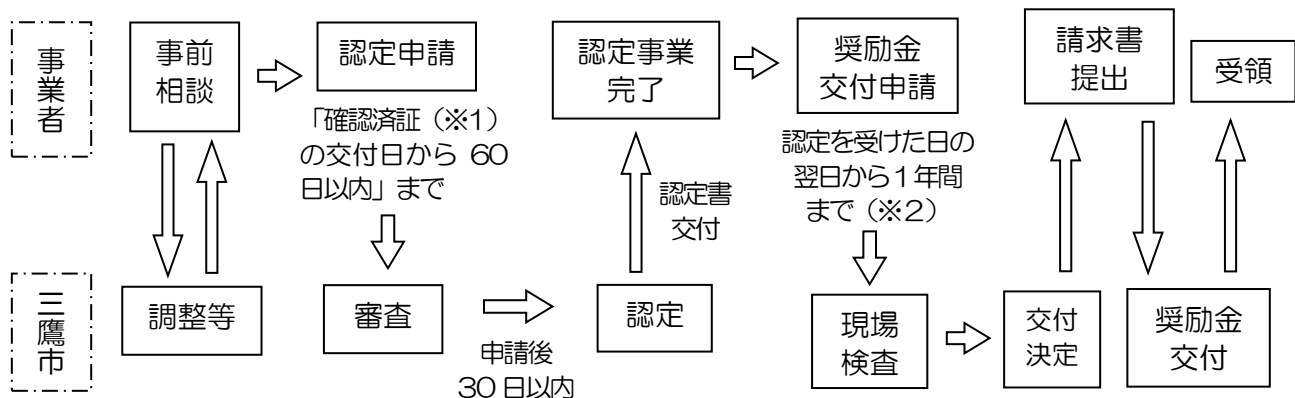 事業者
事前
相談
認定申請
「確認済証（※1）
の交付日から 60
日以内」まで
認定事業
完了
認定書
交付
奨励金
交付申請
認定を受けた日の
翌日から１年間
まで（※２）
請求書
提出
受領
三鷹市
調整等
審査
申請後
30 日以内
認定
現場
検査
交付
決定
奨励金
交付